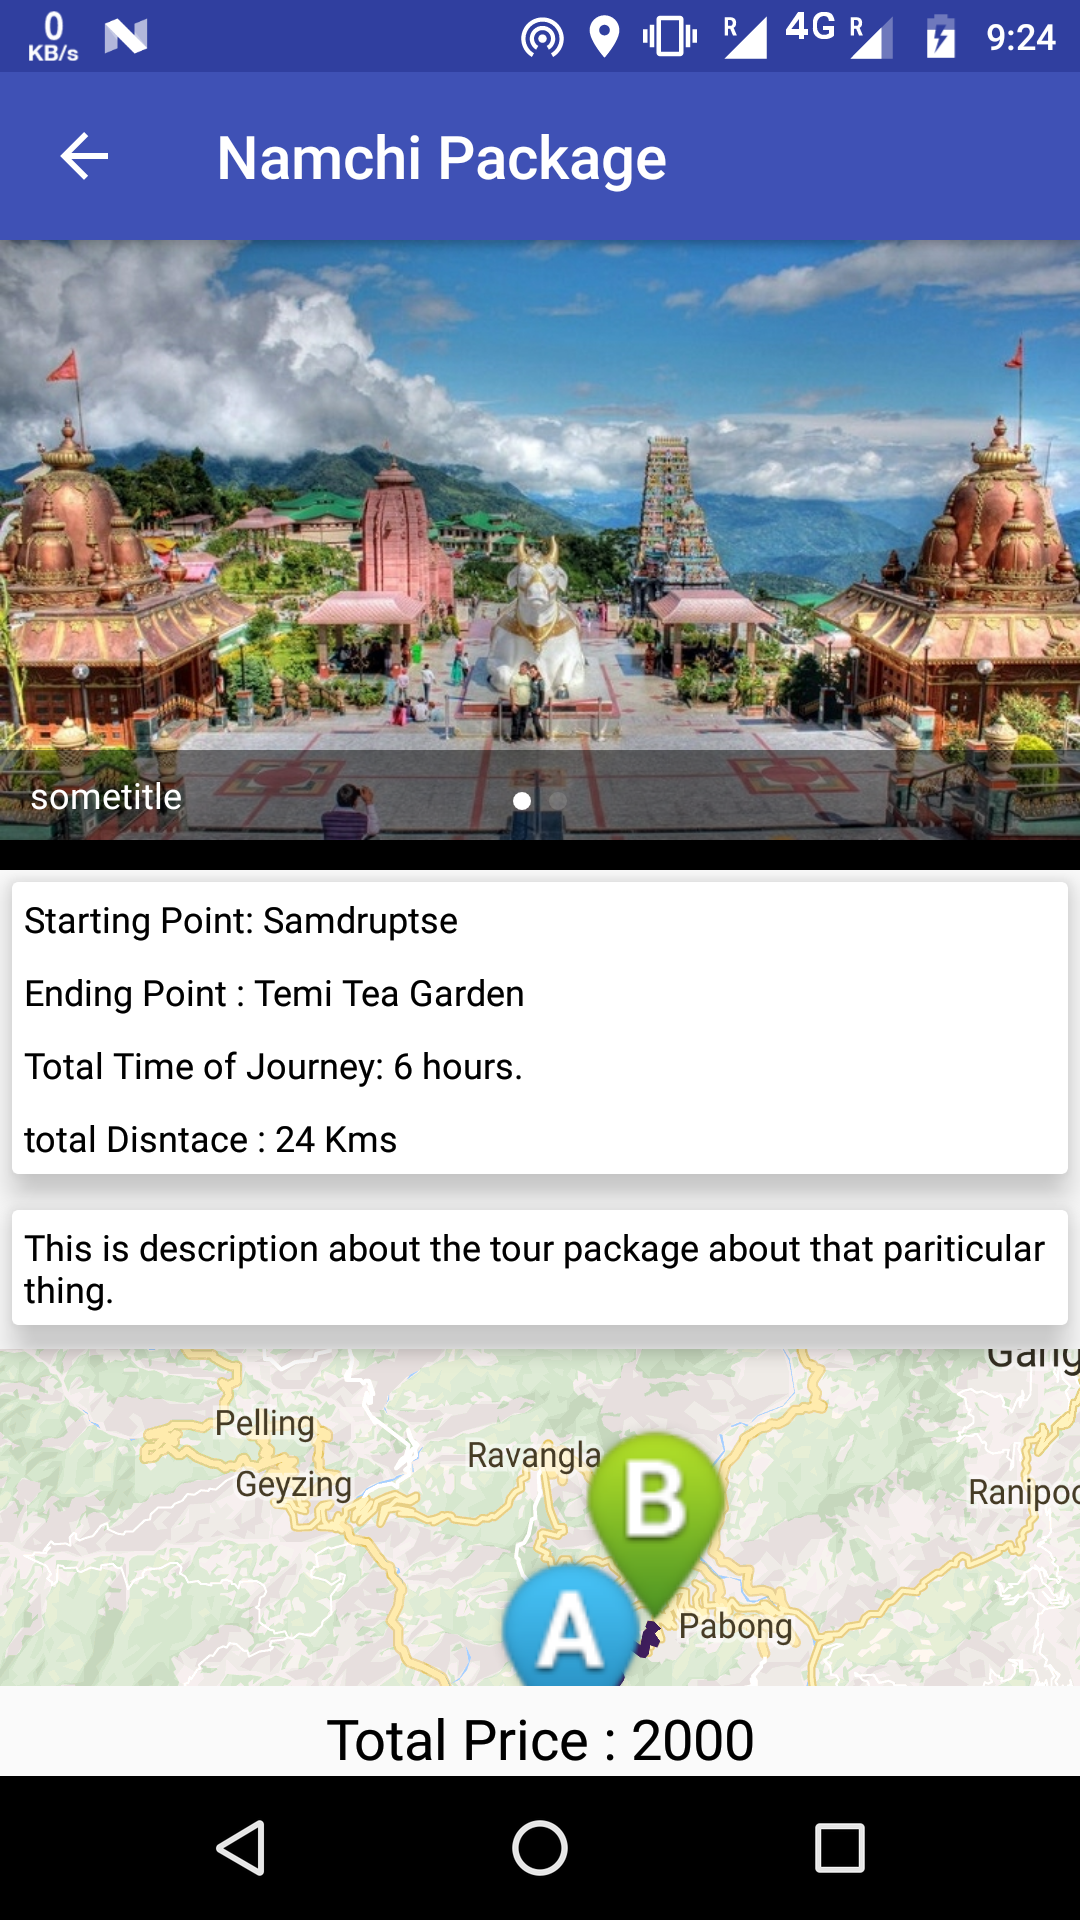 0
KB/s
R
4G
R
9:24
Namchi Package
sometitle
Starting Point: Samdruptse
Ending Point : Temi Tea Garden
Total Time of Journey: 6 hours.
total Disntace : 24 Kms
This is description about the tour package about that pariticular
thing.
Gang
Pelling
Ravangla
B
Geyzing
Ranipoo
A
Pabong
Total Price : 2000